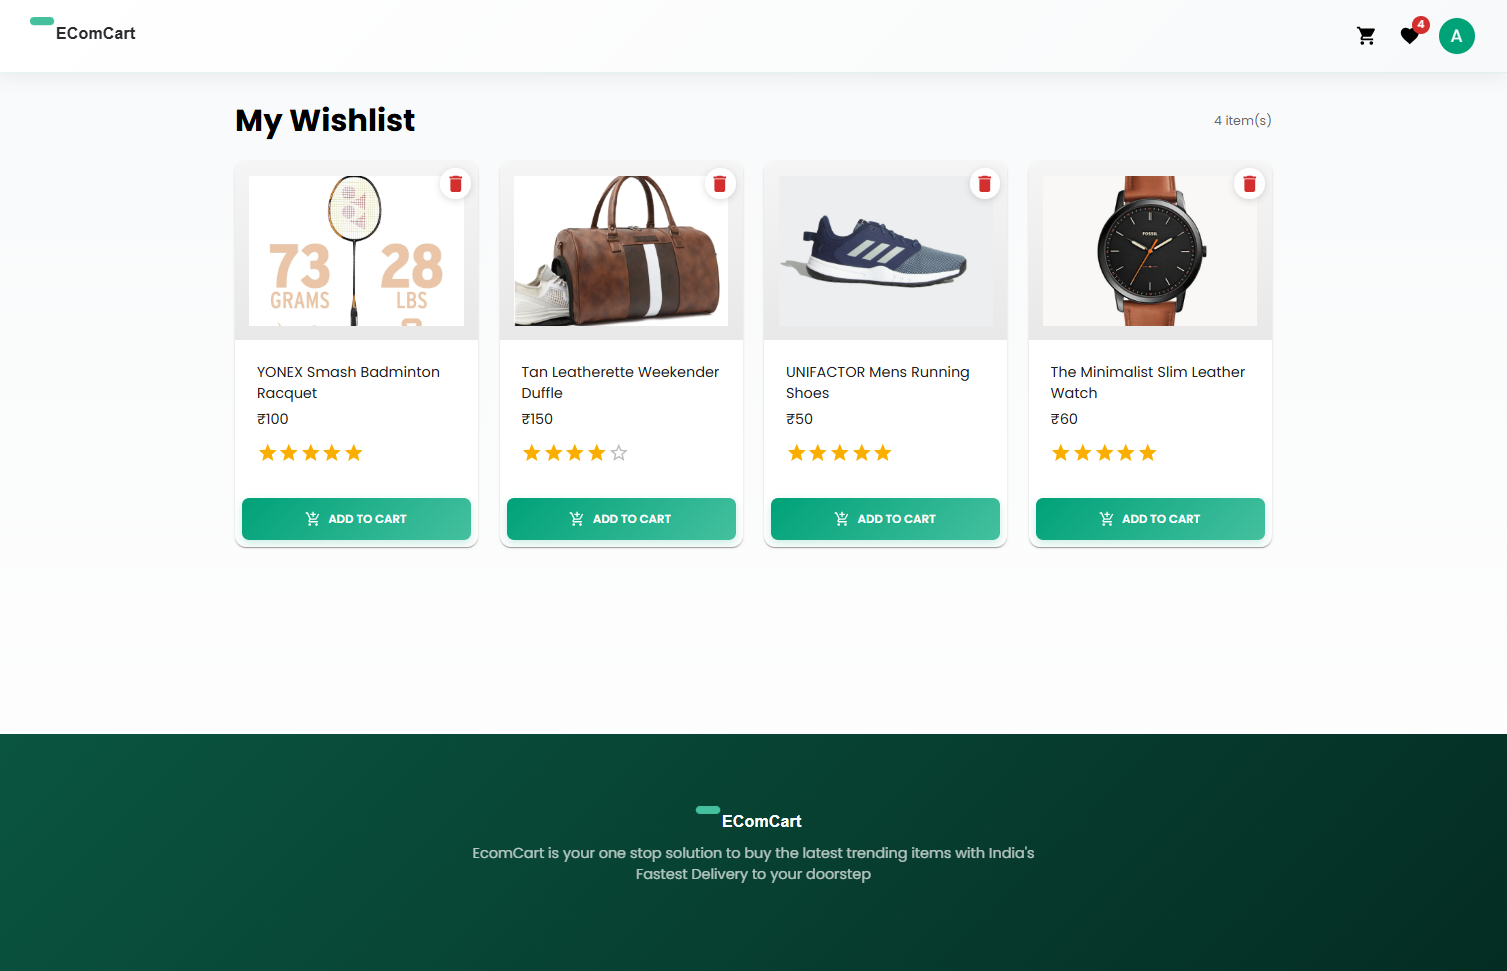 EComCart
4
A
My Wishlist
4 item(s)
73
GRAMS
28
LBS
FOSSIL
YONEX Smash Badminton
Racquet
₹100
ADD TO CART
Tan Leatherette Weekender
Duffle
₹150
ADD TO CART
UNIFACTOR Mens Running
Shoes
₹50
ADD TO CART
The Minimalist Slim Leather
Watch
₹60
ADD TO CART
EComCart
EcomCart is your one stop solution to buy the latest trending items with India's
Fastest Delivery to your doorstep